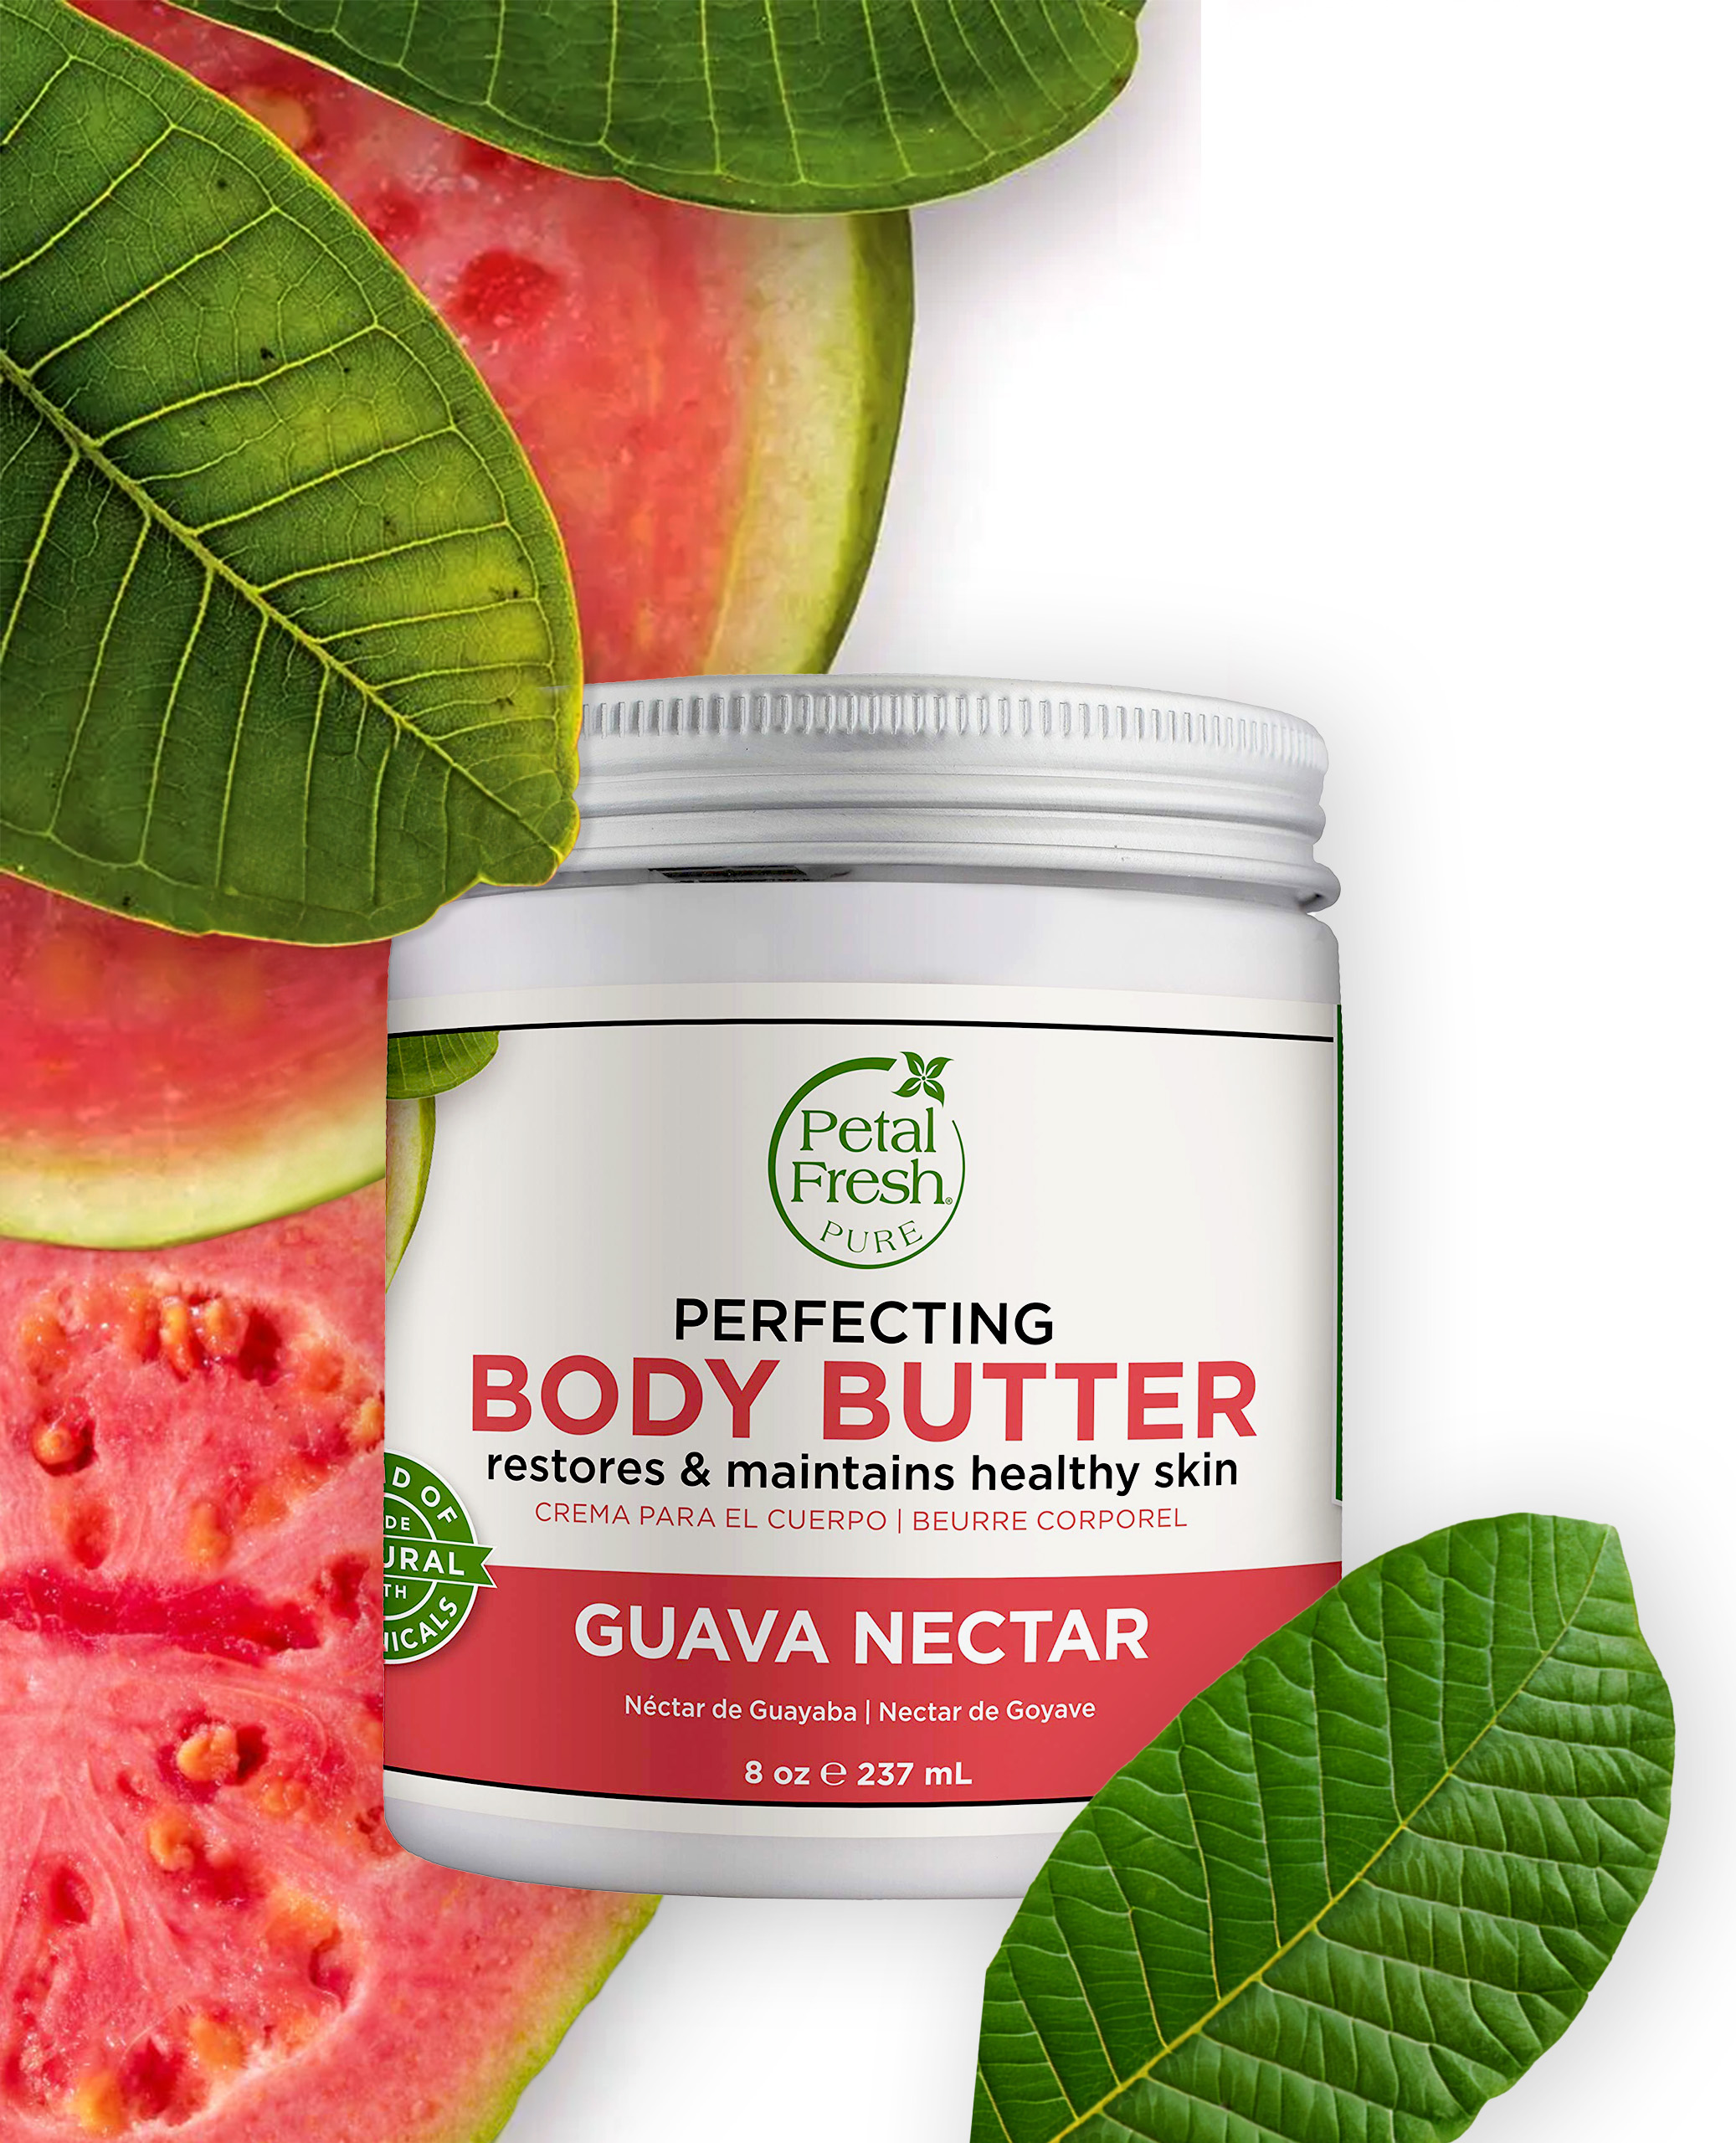 Petal
Fresh®
PURE
PERFECTING
BODY BUTTER
restores & maintains healthy skin
CREMA PARA EL CUERPO | BEURRE CORPOREL
OF
GUAVA NECTAR
Néctar de Guayaba | Nectar de Goyave
8 oz ℮ 237 mL